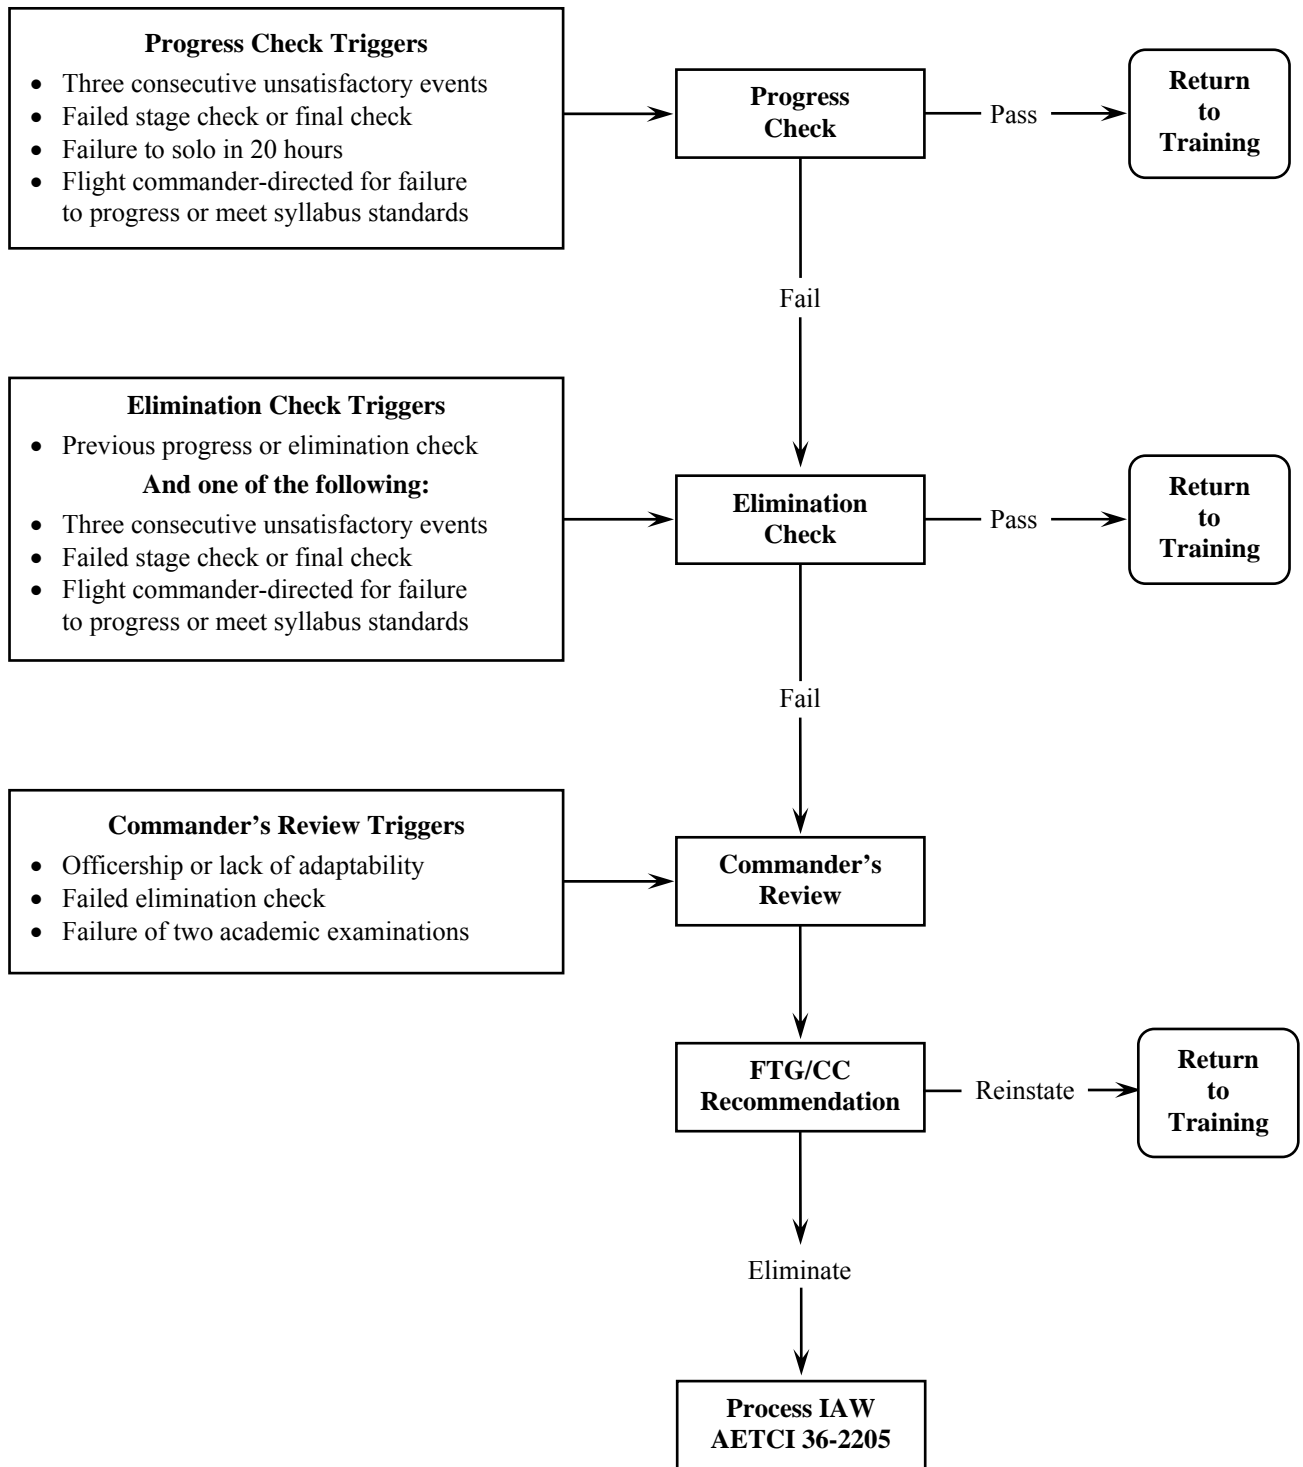 Progress Check Triggers
• Three consecutive unsatisfactory events
• Failed stage check or final check
• Failure to solo in 20 hours
• Flight commander-directed for failure
to progress or meet syllabus standards
Progress
Check
Pass
Return
to
Training
Fail
Elimination Check Triggers
• Previous progress or elimination check
And one of the following:
• Three consecutive unsatisfactory events
• Failed stage check or final check
• Flight commander-directed for failure
to progress or meet syllabus standards
Elimination
Check
Pass
Return
to
Training
Fail
Commander’s Review Triggers
• Officership or lack of adaptability
• Failed elimination check
• Failure of two academic examinations
Commander’s
Review
FTG/CC
Recommendation
Reinstate
Return
to
Training
Eliminate
Process IAW
AETCI 36-2205